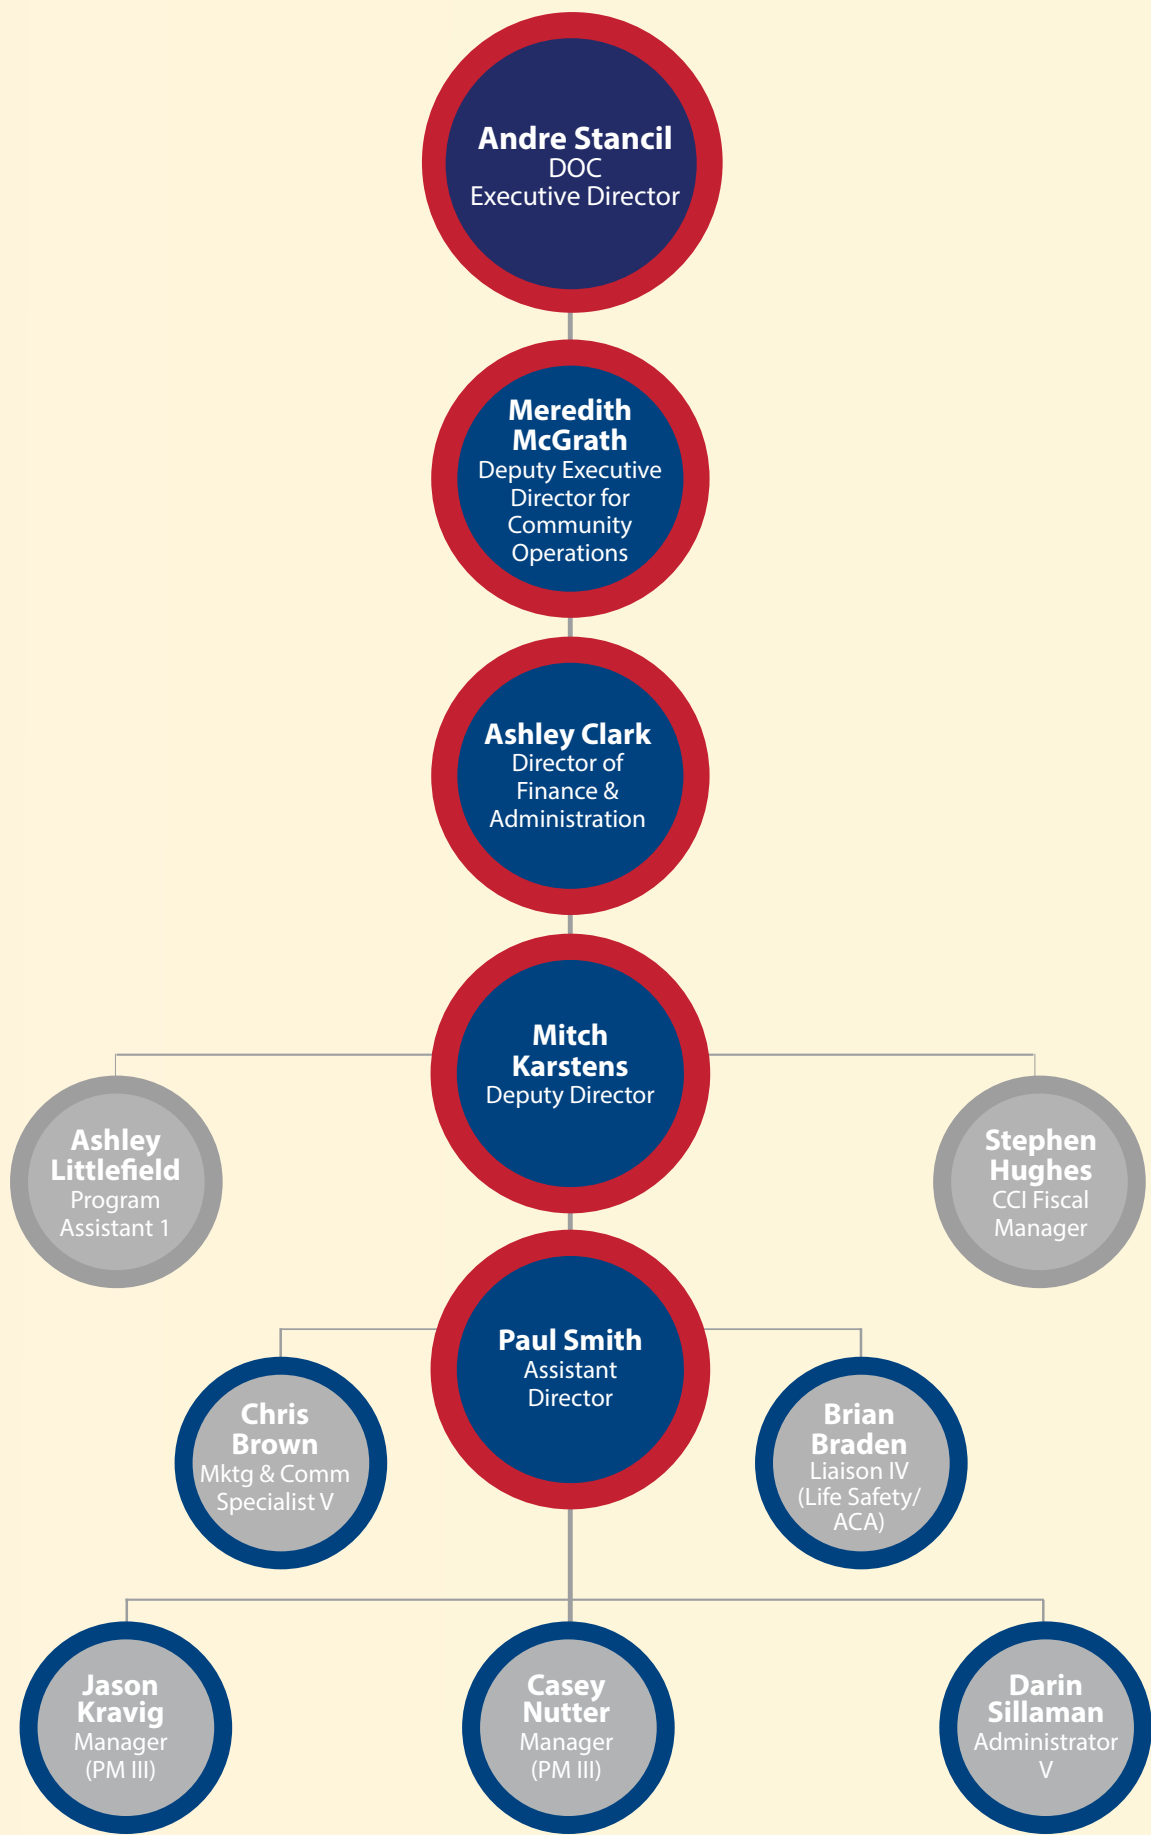 Andre Stancil
DOC
Executive Director
Meredith
McGrath
Deputy Executive
Director for
Community
Operations
Ashley Clark
Director of
Finance &
Administration
Mitch
Karstens
Deputy Director
Ashley
Littlefield
Program
Assistant 1
Stephen
Hughes
CCI Fiscal
Manager
Paul Smith
Assistant
Director
Chris
Brown
Mktg & Comm
Specialist V
Brian
Braden
Liaison IV
(Life Safety/
ACA)
Jason
Kravig
Manager
(PM III)
Casey
Nutter
Manager
(PM III)
Darin
Sillaman
Administrator
V